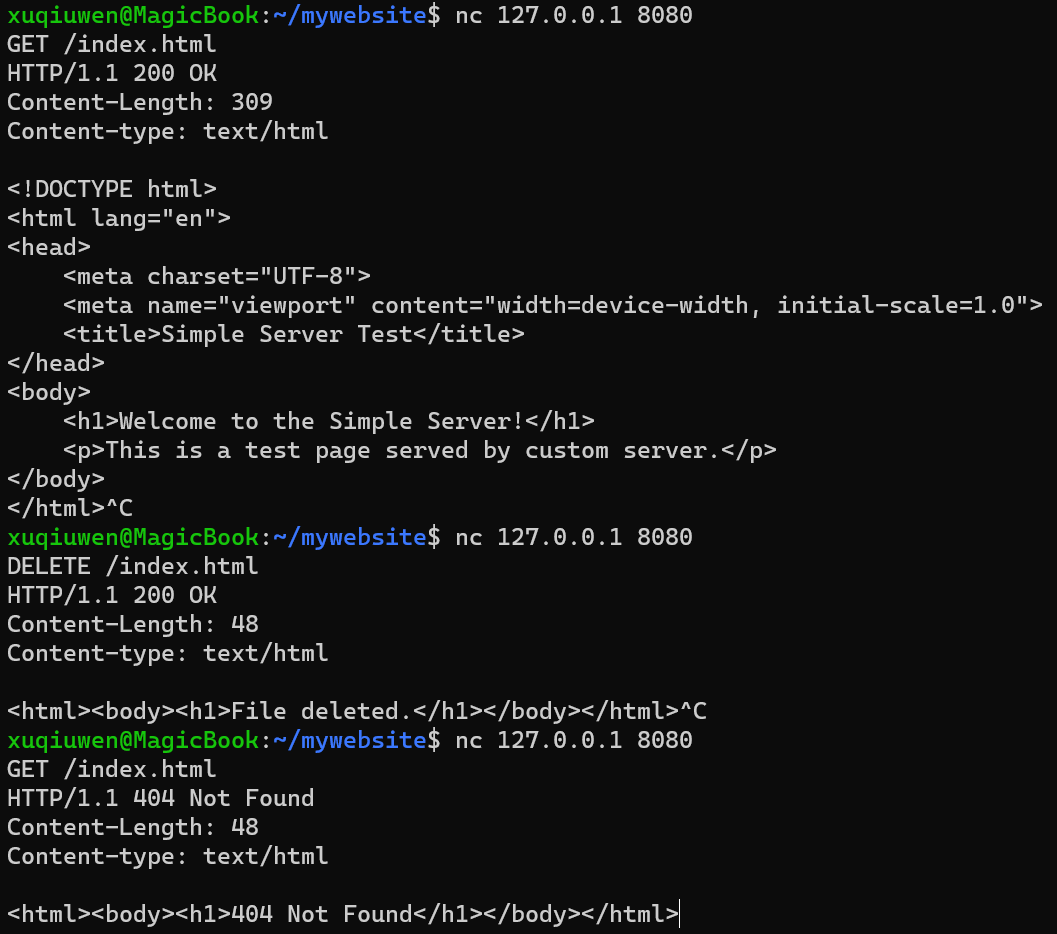 xuqiuwen@MagicBook:~/mywebsite$ nc 127.0.0.1 8080
GET /index.html
HTTP/1.1 200 OK
Content-Length: 309
Content-type: text/html

<!DOCTYPE html>
<html lang="en">
<head>
    <meta charset="UTF-8">
    <meta name="viewport" content="width=device-width, initial-scale=1.0">
    <title>Simple Server Test</title>
</head>
<body>
    <h1>Welcome to the Simple Server!</h1>
    <p>This is a test page served by custom server.</p>
</body>
</html>^C
xuqiuwen@MagicBook:~/mywebsite$ nc 127.0.0.1 8080
DELETE /index.html
HTTP/1.1 200 OK
Content-Length: 48
Content-type: text/html

<html><body><h1>File deleted.</h1></body></html>^C
xuqiuwen@MagicBook:~/mywebsite$ nc 127.0.0.1 8080
GET /index.html
HTTP/1.1 404 Not Found
Content-Length: 48
Content-type: text/html

<html><body><h1>404 Not Found</h1></body></html>